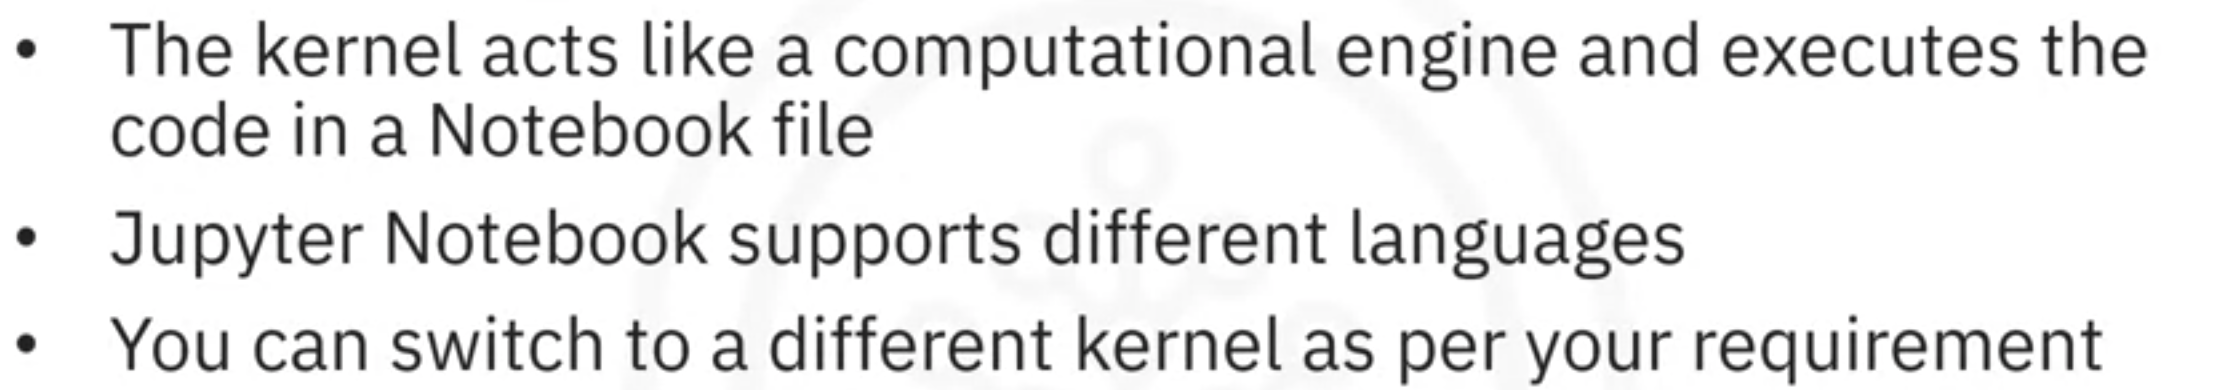 • The kernel acts like a computational engine and executes the
code in a Notebook file
• Jupyter Notebook supports different languages
• You can switch to a different kernel as per your requirement